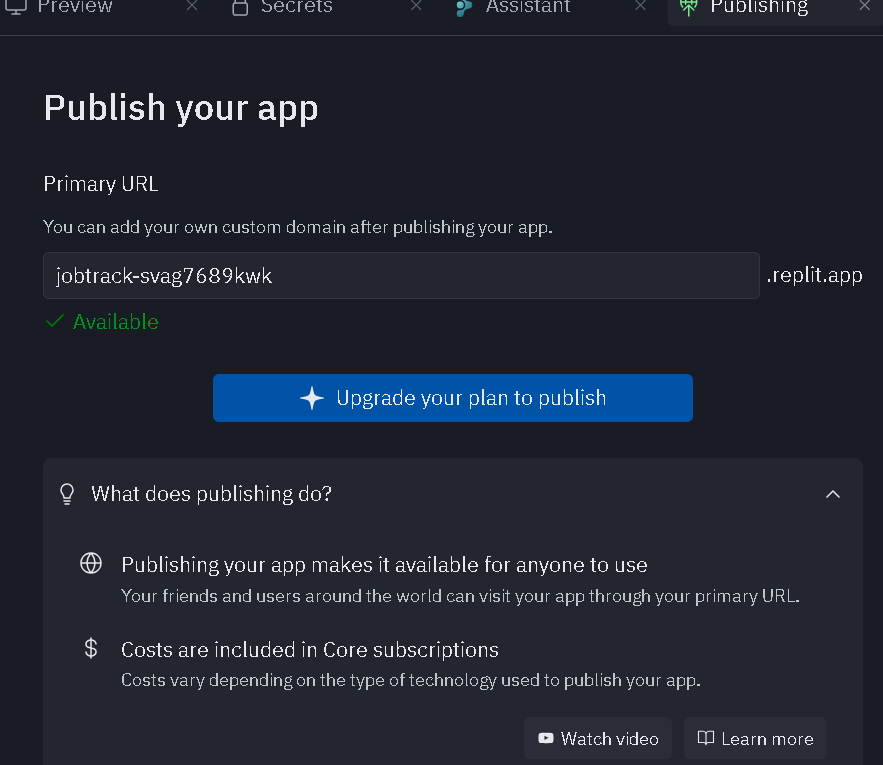 Preview
Secrets
Assistant
Publishing
Publish your app
Primary URL
You can add your own custom domain after publishing your app.
jobtrack-svag7689kwk
.replit.app
Available
Upgrade your plan to publish
What does publishing do?
Publishing your app makes it available for anyone to use
Your friends and users around the world can visit your app through your primary URL.
$
Costs are included in Core subscriptions
Costs vary depending on the type of technology used to publish your app.
Watch video
Learn more